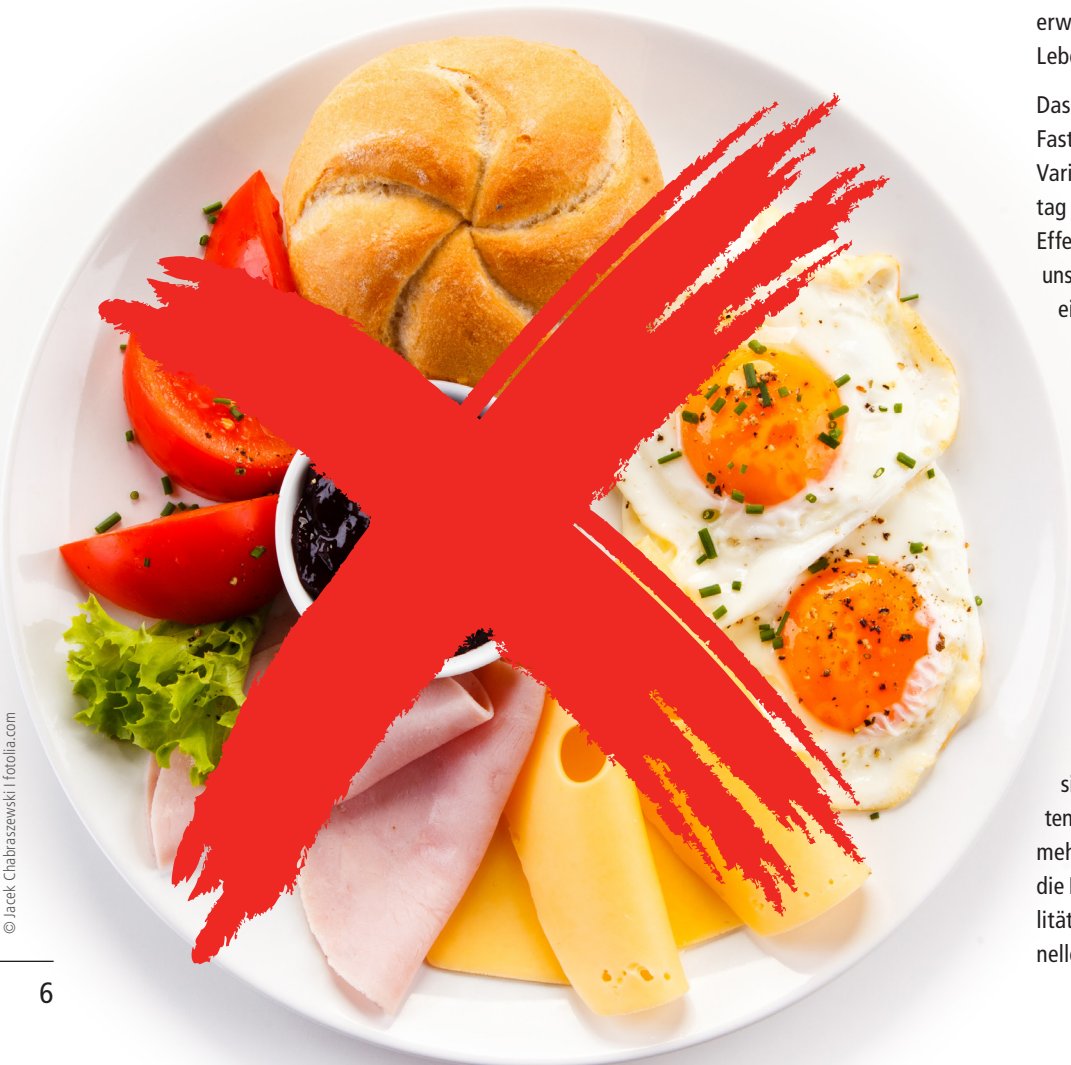 erw
Lebe
Das
Fast
Vari
tag
Effe
uns
ei
si
ten
meh
die
lität
nelle
© Jacek Chabraszewski I fotolia.com
6